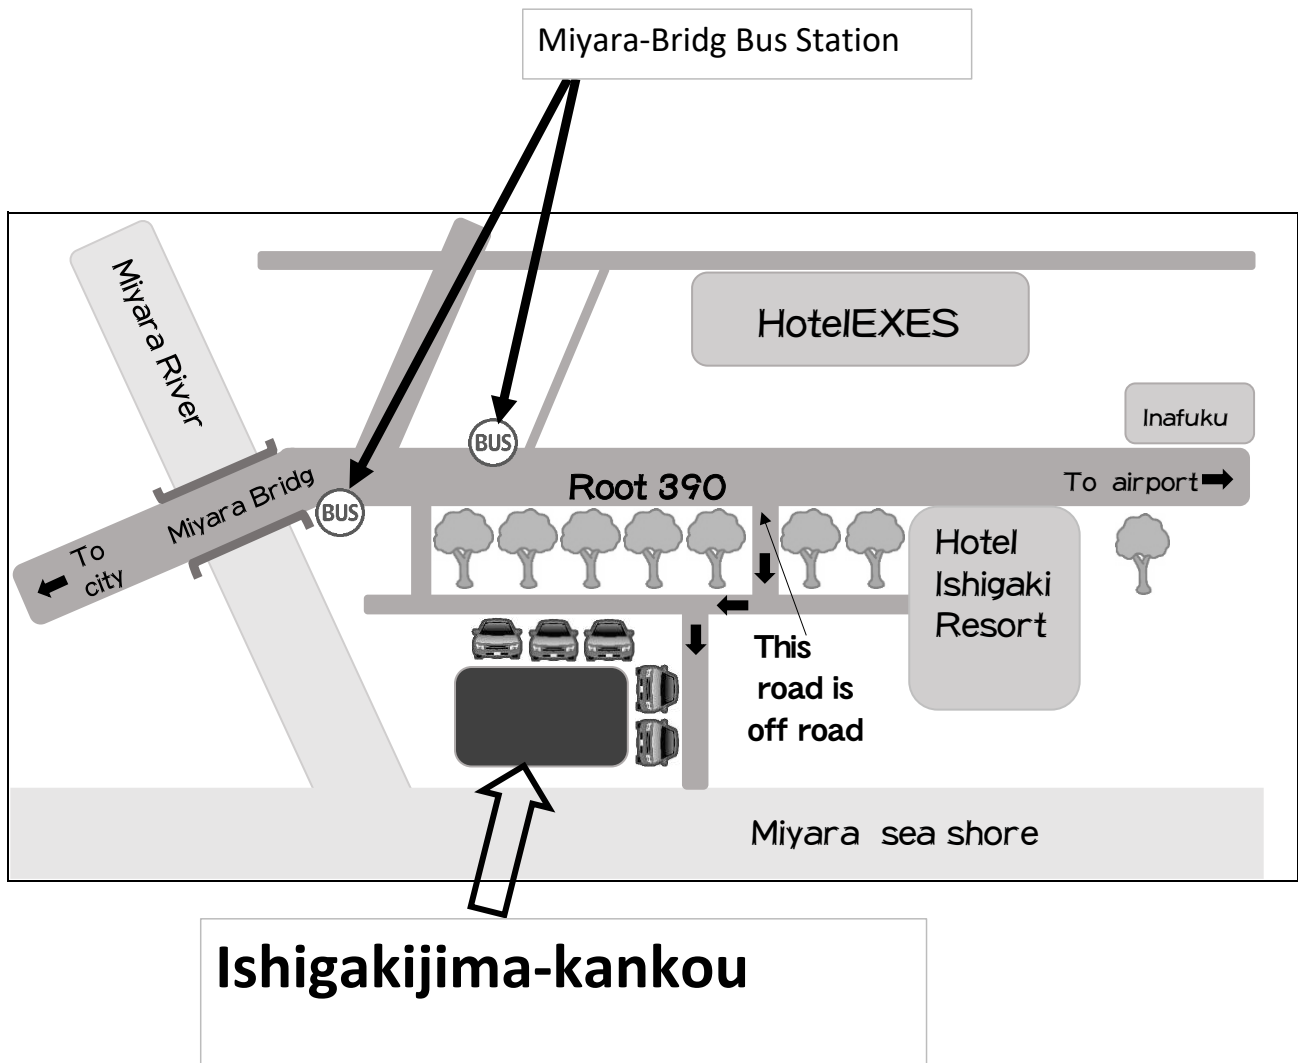 Miyara-Bridg Bus Station
Miyara River
HotelEXES
Inafuku
BUS
BUS
Miyara Bridg
Root 390
To airport
To
city
Hotel
Ishigaki
Resort
This
road is
off road
Miyara sea shore
Ishigakijima-kankou